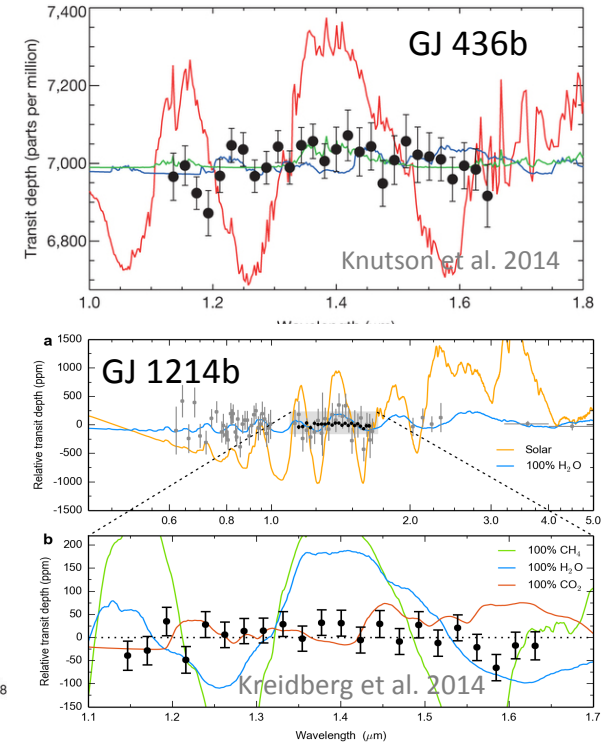 7,400
GJ 436b
7,200
7,000
6,800
Transit depth (parts per million)
Knutson et al. 2014
1.0 1.2 1.4 1.6 1.8
a
1500
GJ 1214b
1000
500
0
-500
-1000
Relative transit depth (ppm)
Solar
100% H2O
0.6 0.8 1.0 2.0 3.0 4.0 5.0
b
200
150
100
50
0
-50
-100
-150
Relative transit depth (ppm)
100% CH4
100% H2O
100% CO2
Kreidberg et al. 2014
8
1.1 1.2 1.3 1.4 1.5 1.6 1.7
Wavelength (μm)